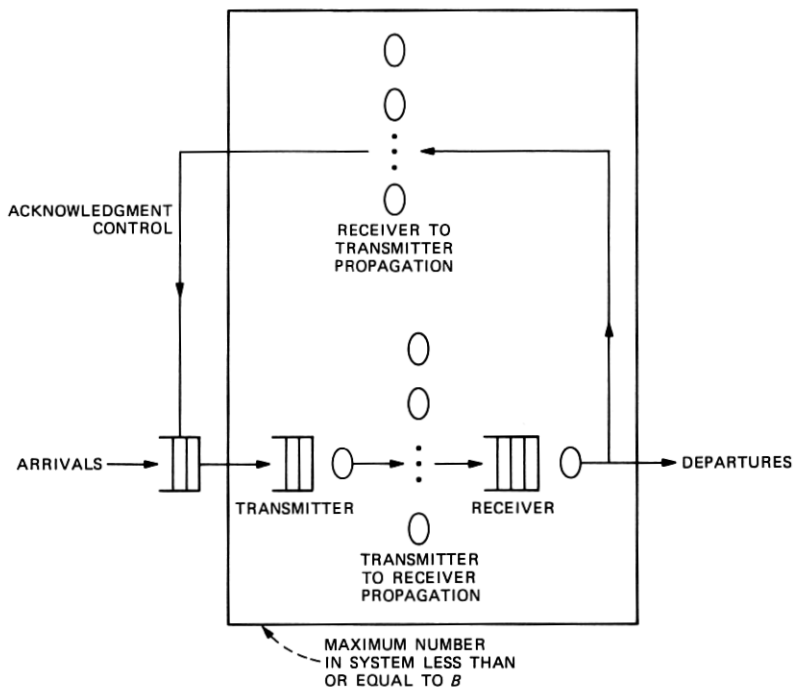 RECEIVER TO
TRANSMITTER
PROPAGATION
ACKNOWLEDGMENT
CONTROL
ARRIVALS
TRANSMITTER
RECEIVER
DEPARTURES
TRANSMITTER
TO RECEIVER
PROPAGATION
MAXIMUM NUMBER
IN SYSTEM LESS THAN
OR EQUAL TO B